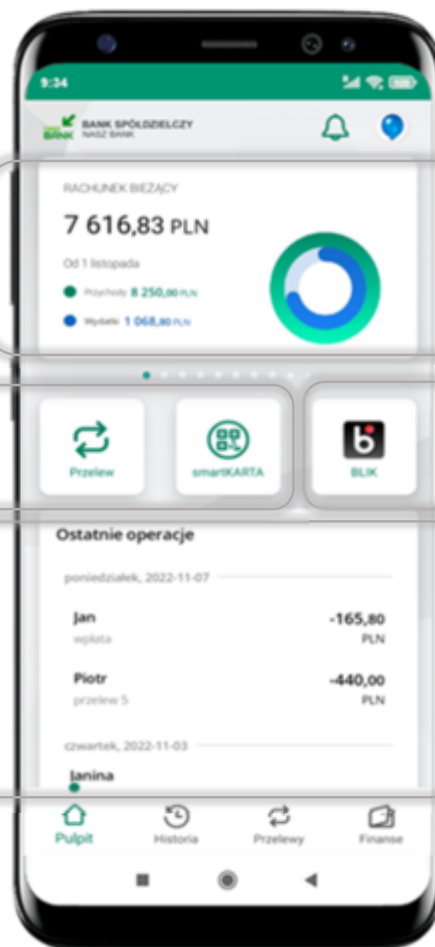 9:34
BANK
BANK SPÓŁDZIELCZY
NASZ BANK
RACHUNEK BIEŻĄCY
7 616,83 PLN
Od 1 listopada
Przychody 8 250,00 PLN
Wydatki 1 068,80 PLN
Przelew
smartKARTA
BLIK
Ostatnie operacje
poniedziałek, 2022-11-07
Jan -165,80
wpłata PLN
Piotr -440,00
przelew 5 PLN
czwartek, 2022-11-03
Janina
Pulpit Historia Przelewy Finanse